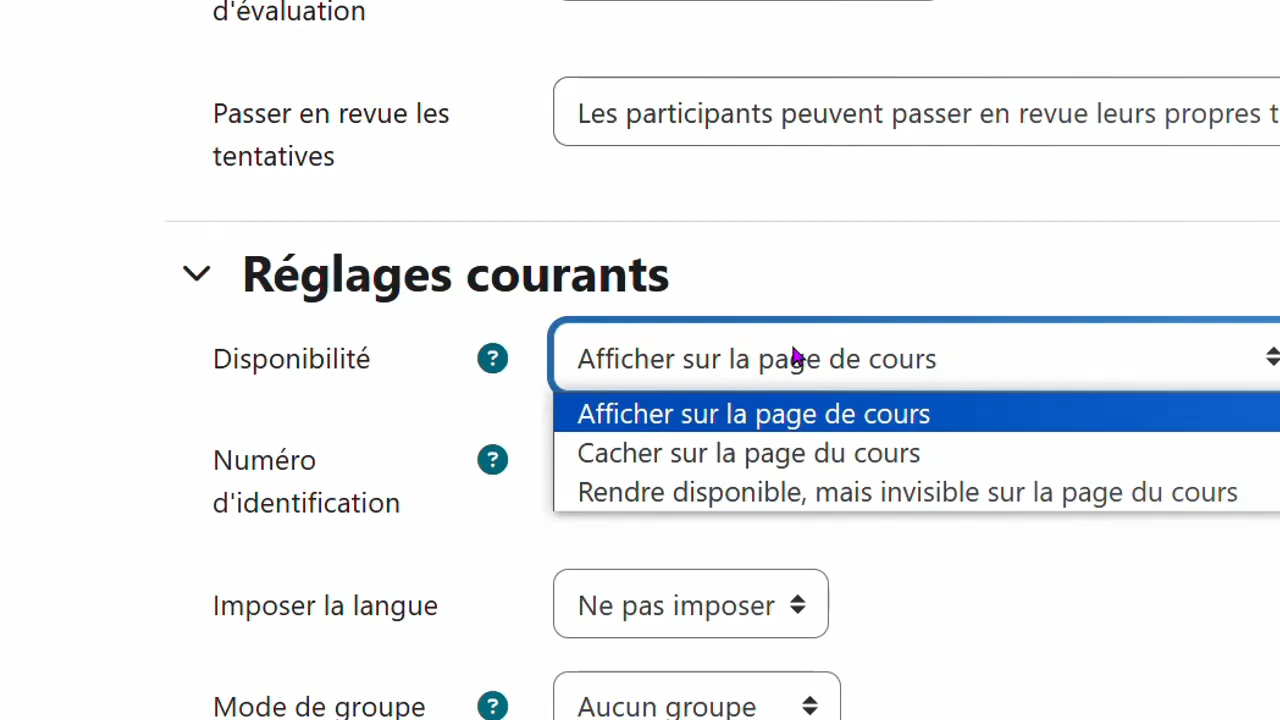 d'évaluation
Passer en revue les
tentatives
Les participants peuvent passer en revue leurs propres t
Réglages courants
Disponibilité
?
Afficher sur la page de cours
Afficher sur la page de cours
Cacher sur la page du cours
Rendre disponible, mais invisible sur la page du cours
Numéro
d'identification
?
Imposer la langue
Ne pas imposer
Mode de groupe
?
Aucun groupe